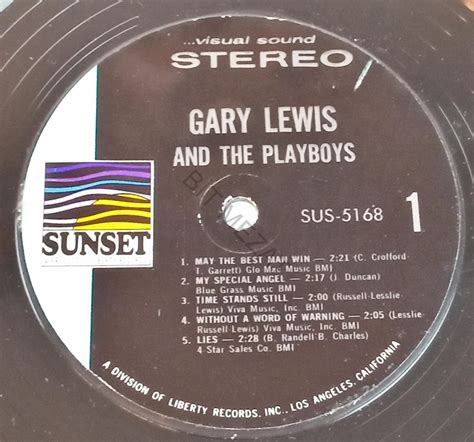 ...visual sound
STEREO
GARY LEWIS
AND THE PLAYBOYS
SUNSET
SUS-5168
1
1. MAY THE BEST MAN WIN — 2:21 (C. Crofford-
T. Garrett) Glo Mac Music BMI
2. MY SPECIAL ANGEL — 2:17 (J. Duncan)
Blue Grass Music BMI
3. TIME STANDS STILL — 2:00 (Russell-Lesslie-
Lewis) Viva Music, Inc. BMI
4. WITHOUT A WORD OF WARNING — 2:05 (Lesslie-
Russell-Lewis) Viva Music, Inc. BMI
5. LIES — 2:28 (B. Randell-B. Charles)
4 Star Sales Co. BMI
A DIVISION OF LIBERTY RECORDS, INC., LOS ANGELES, CALIFORNIA